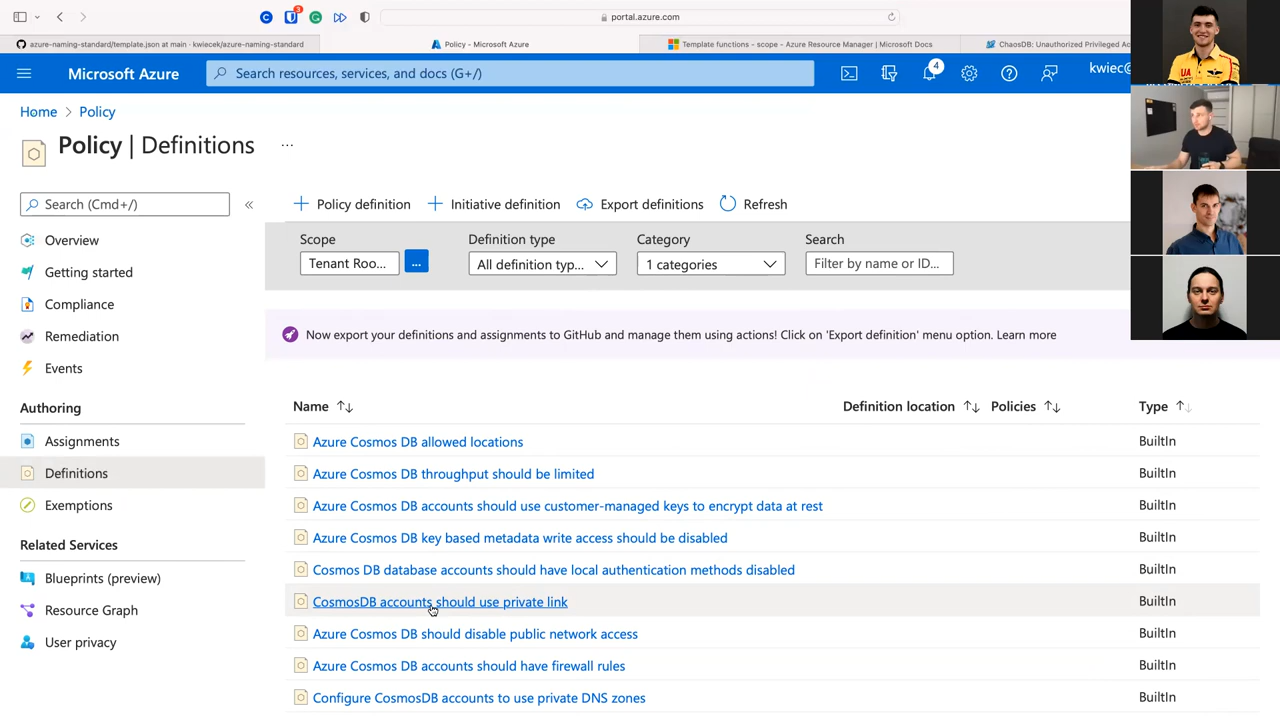 portal.azure.com
3
azure-naming-standard/template.json at main · kwiecek/azure-naming-standard
Policy - Microsoft Azure
Template functions - scope - Azure Resource Manager | Microsoft Docs
ChaosDB: Unauthorized Privileged Ac
Microsoft Azure
Search resources, services, and docs (G+/)
4
kwiec@
Home > Policy
Policy | Definitions
...
UA
Search (Cmd+/)
«
Overview
Getting started
Compliance
Remediation
Events
Authoring
Assignments
Definitions
Exemptions
Related Services
Blueprints (preview)
Resource Graph
User privacy
+ Policy definition
+ Initiative definition
Export definitions
Refresh
Scope
Definition type
Category
Search
Tenant Roo...
...
All definition typ...
1 categories
Filter by name or ID...
Now export your definitions and assignments to GitHub and manage them using actions! Click on 'Export definition' menu option. Learn more
Name ↑↓
Definition location ↑↓
Policies ↑↓
Type ↑↓
Azure Cosmos DB allowed locations
BuiltIn
Azure Cosmos DB throughput should be limited
BuiltIn
Azure Cosmos DB accounts should use customer-managed keys to encrypt data at rest
BuiltIn
Azure Cosmos DB key based metadata write access should be disabled
BuiltIn
Cosmos DB database accounts should have local authentication methods disabled
BuiltIn
CosmosDB accounts should use private link
BuiltIn
Azure Cosmos DB should disable public network access
BuiltIn
Azure Cosmos DB accounts should have firewall rules
BuiltIn
Configure CosmosDB accounts to use private DNS zones
BuiltIn